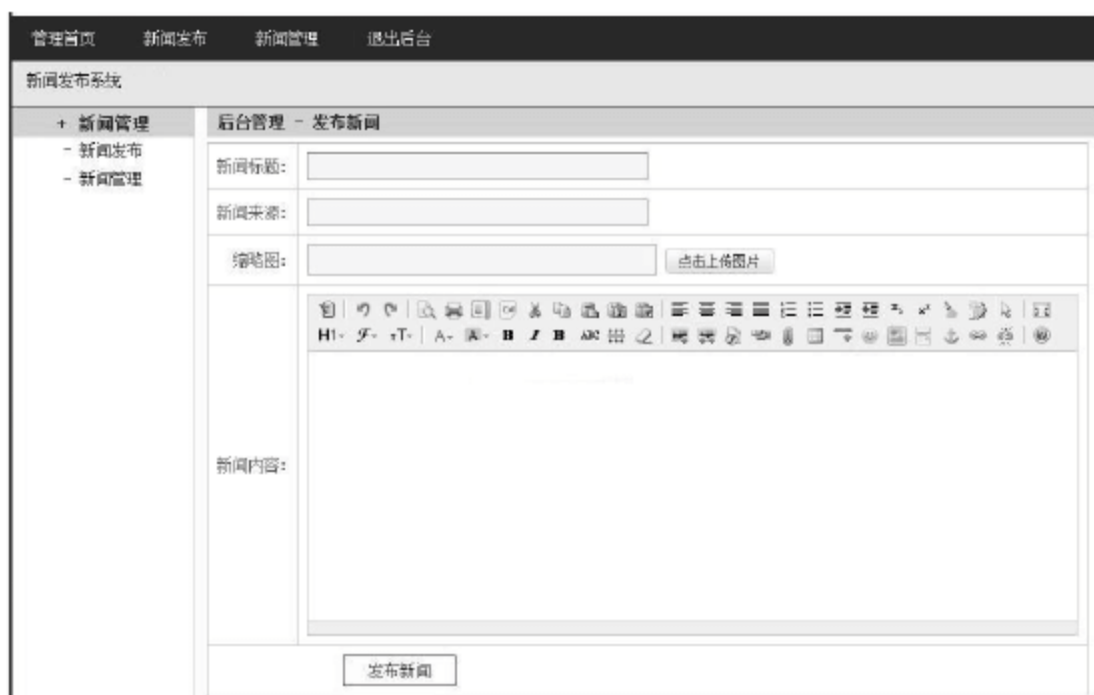 管理首页 新闻发布 新闻管理 退出后台
新闻发布系统
+ 新闻管理
- 新闻发布
- 新闻管理
后台管理 - 发布新闻
新闻标题:
新闻来源:
缩略图: 点击上传图片
H1 F T A A B I B ABC
新闻内容:
发布新闻